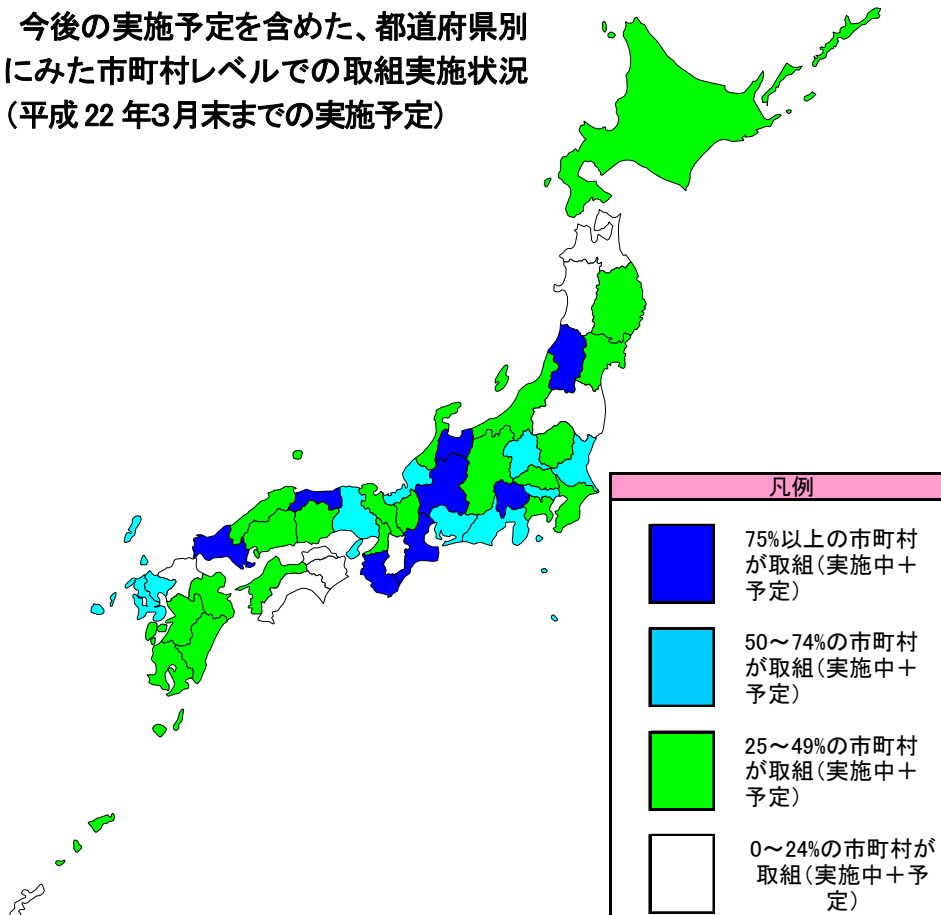 今後の実施予定を含めた、都道府県別
にみた市町村レベルでの取組実施状況
（平成22年3月末までの実施予定）
凡例
75%以上の市町村
が取組（実施中＋
予定）
50～74%の市町村
が取組（実施中＋
予定）
25～49%の市町村
が取組（実施中＋
予定）
0～24%の市町村が
取組（実施中＋予
定）